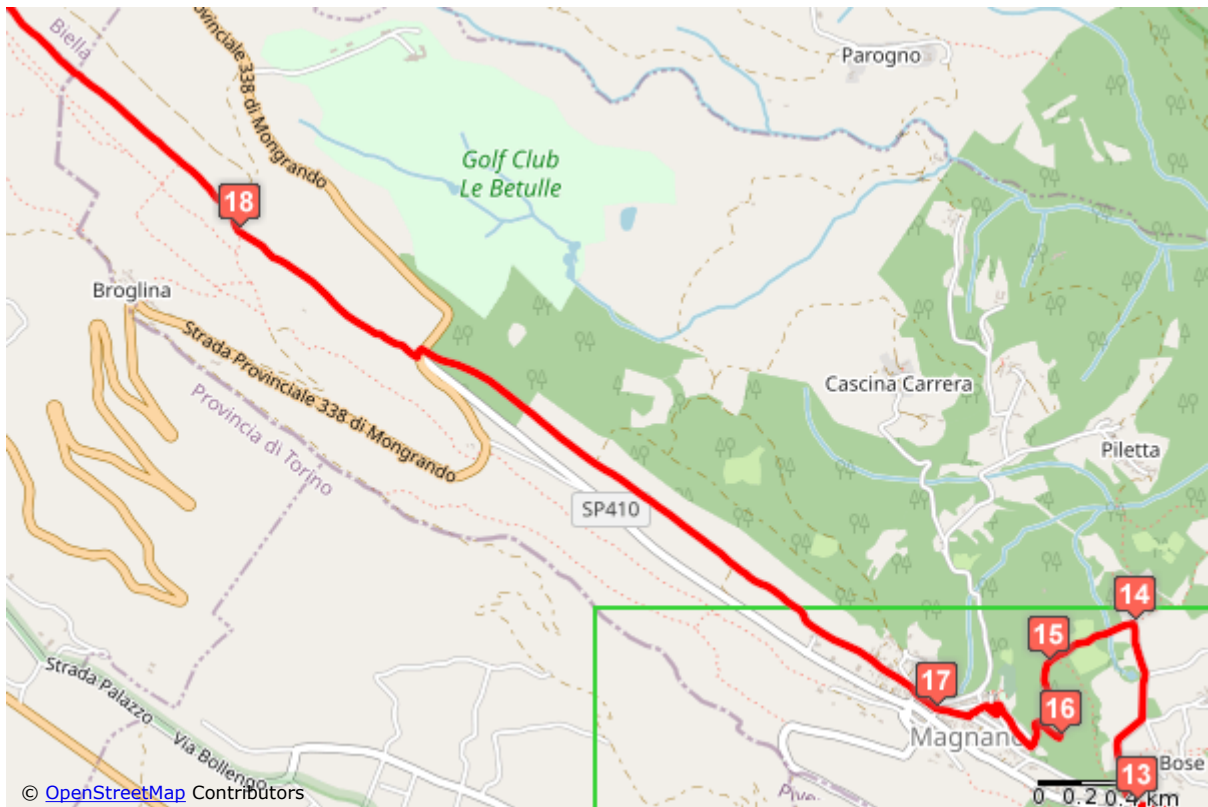 Biella
Provinciale 338 di Mongrando
Parogno
Golf Club
Le Betulle
18
Broglina
Strada Provinciale 338 di Mongrando
Provincia di Torino
Cascina Carrera
Piletta
SP410
14
15
17
16
Magnano
Strada Palazzo
Via Bollengo
Bose
13
0 0.2 0.4 km
© OpenStreetMap Contributors